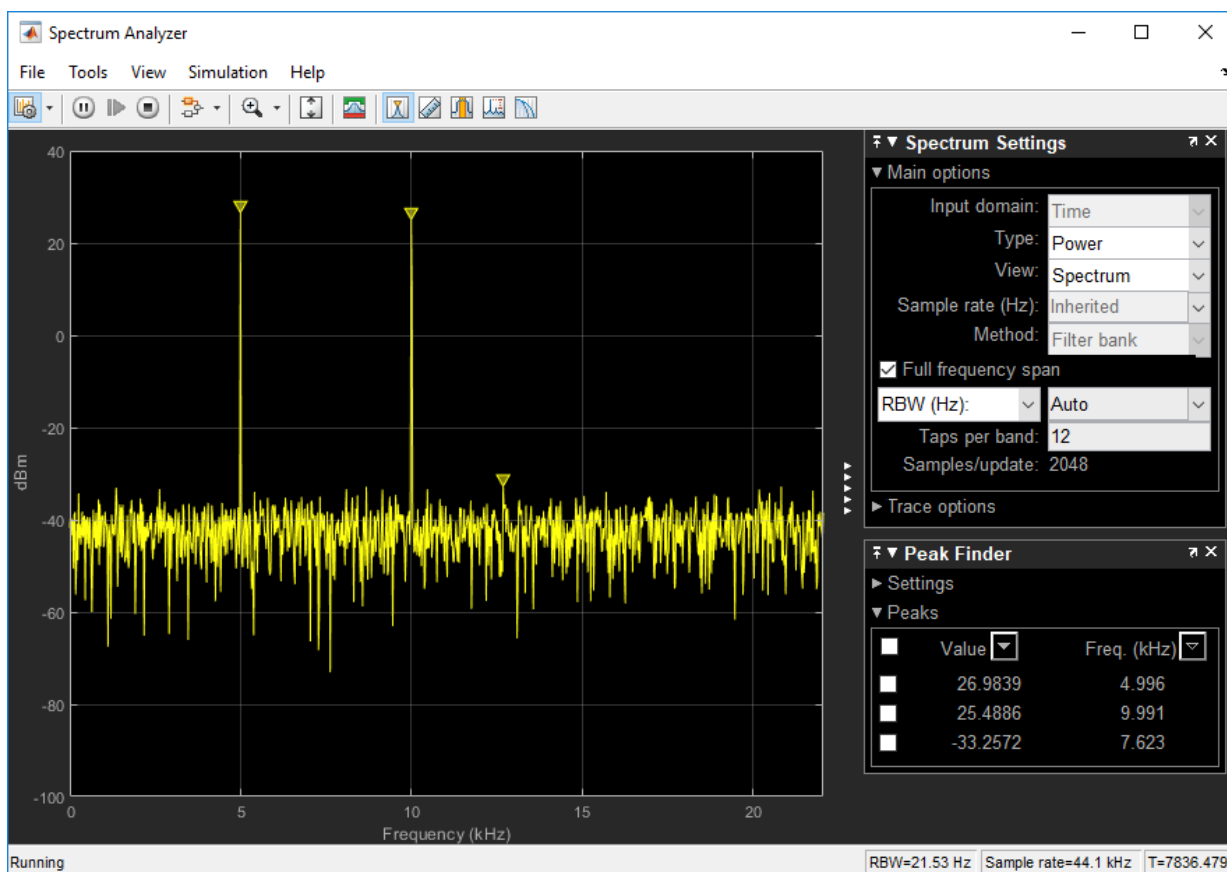 Spectrum Analyzer
File Tools View Simulation Help
40
20
0
-20
-40
-60
-80
-100
dBm
0 5 10 15 20
Frequency (kHz)
Spectrum Settings
Main options
Input domain: Time
Type: Power
View: Spectrum
Sample rate (Hz): Inherited
Method: Filter bank
Full frequency span
RBW (Hz): Auto
Taps per band: 12
Samples/update: 2048
Trace options
Peak Finder
Settings
Peaks
Value Freq. (kHz)
26.9839 4.996
25.4886 9.991
-33.2572 7.623
Running RBW=21.53 Hz Sample rate=44.1 kHz T=7836.479